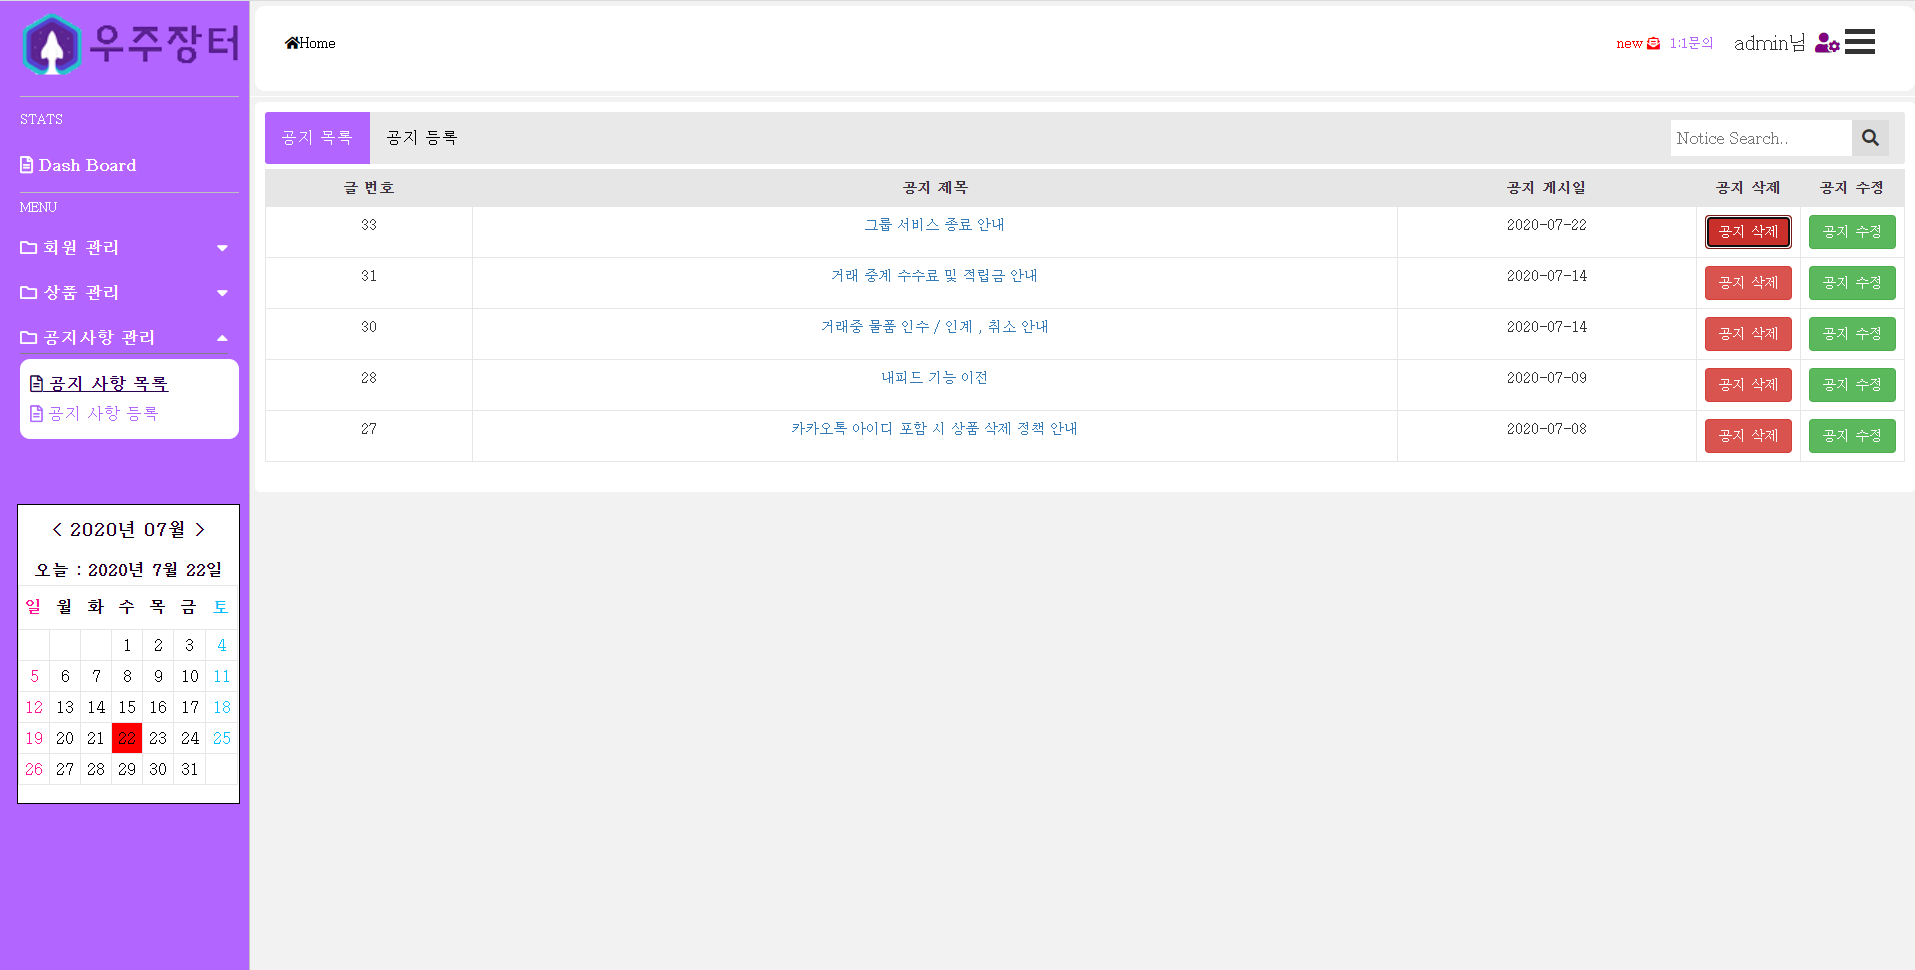 우주장터
Home
new 1:1문의 admin님
STATS
Dash Board
MENU
회원 관리
상품 관리
공지사항 관리
공지 사항 목록
공지 사항 등록
< 2020년 07월 >
오늘 : 2020년 7월 22일
일 월 화 수 목 금 토
1 2 3 4
5 6 7 8 9 10 11
12 13 14 15 16 17 18
19 20 21 22 23 24 25
26 27 28 29 30 31
공지 목록 공지 등록 Notice Search..
글 번호 공지 제목 공지 게시일 공지 삭제 공지 수정
33 그룹 서비스 종료 안내 2020-07-22 공지 삭제 공지 수정
31 거래 중계 수수료 및 적립금 안내 2020-07-14 공지 삭제 공지 수정
30 거래중 물품 인수 / 인계 , 취소 안내 2020-07-14 공지 삭제 공지 수정
28 내피드 기능 이전 2020-07-09 공지 삭제 공지 수정
27 카카오톡 아이디 포함 시 상품 삭제 정책 안내 2020-07-08 공지 삭제 공지 수정